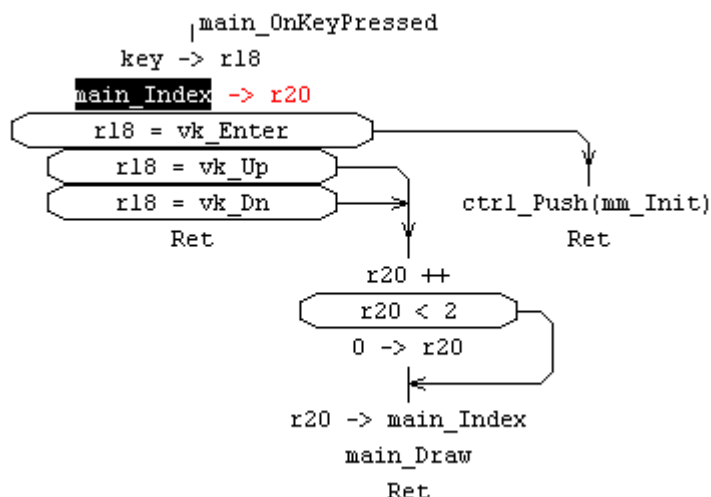 main_OnKeyPressed
key -> r18
main_Index -> r20
r18 = vk_Enter
r18 = vk_Up
r18 = vk_Dn
ctrl_Push(mm_Init)
Ret
Ret
r20 ++
r20 < 2
0 -> r20
r20 -> main_Index
main_Draw
Ret